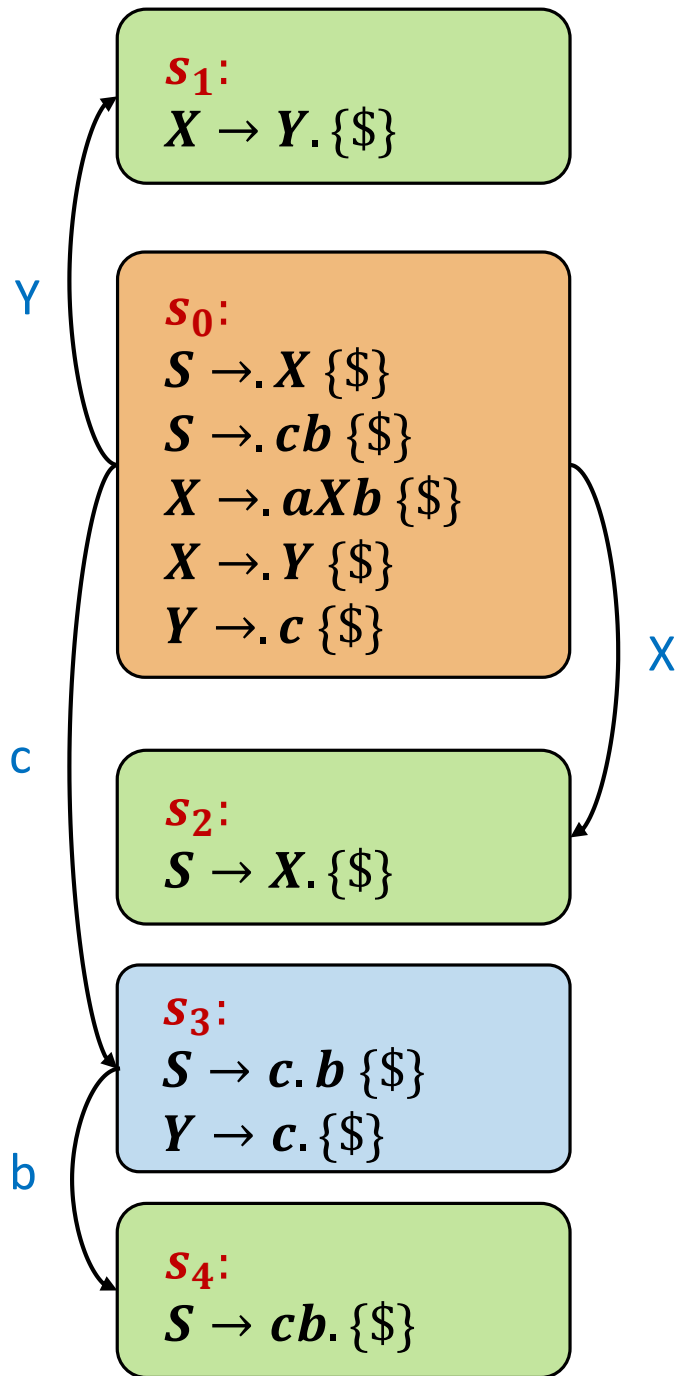 s₁:
X → Y. {$}
Y
s₀:
S →. X {$}
S →. cb {$}
X →. aXb {$}
X →. Y {$}
Y →. c {$}
X
c
s₂:
S → X. {$}
s₃:
S → c. b {$}
Y → c. {$}
b
s₄:
S → cb. {$}